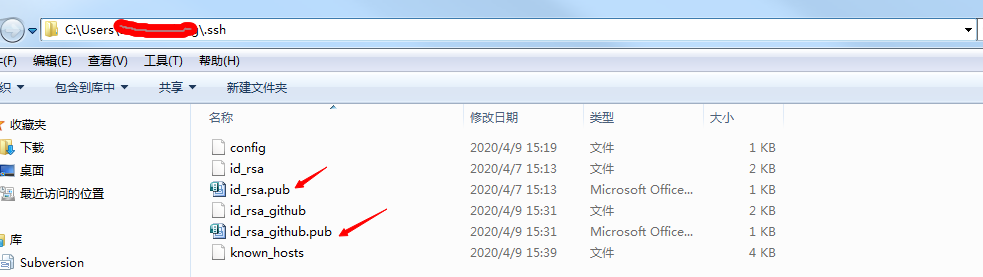 C:\Users\ g\.ssh
(F) 编辑(E) 查看(V) 工具(T) 帮助(H)
织 包含到库中 共享 新建文件夹
收藏夹
下载
桌面
最近访问的位置
库
Subversion
名称 修改日期 类型 大小
config 2020/4/9 15:19 文件 1 KB
id_rsa 2020/4/7 15:13 文件 2 KB
id_rsa.pub 2020/4/7 15:13 Microsoft Office... 1 KB
id_rsa_github 2020/4/9 15:31 文件 2 KB
id_rsa_github.pub 2020/4/9 15:31 Microsoft Office... 1 KB
known_hosts 2020/4/9 15:39 文件 4 KB